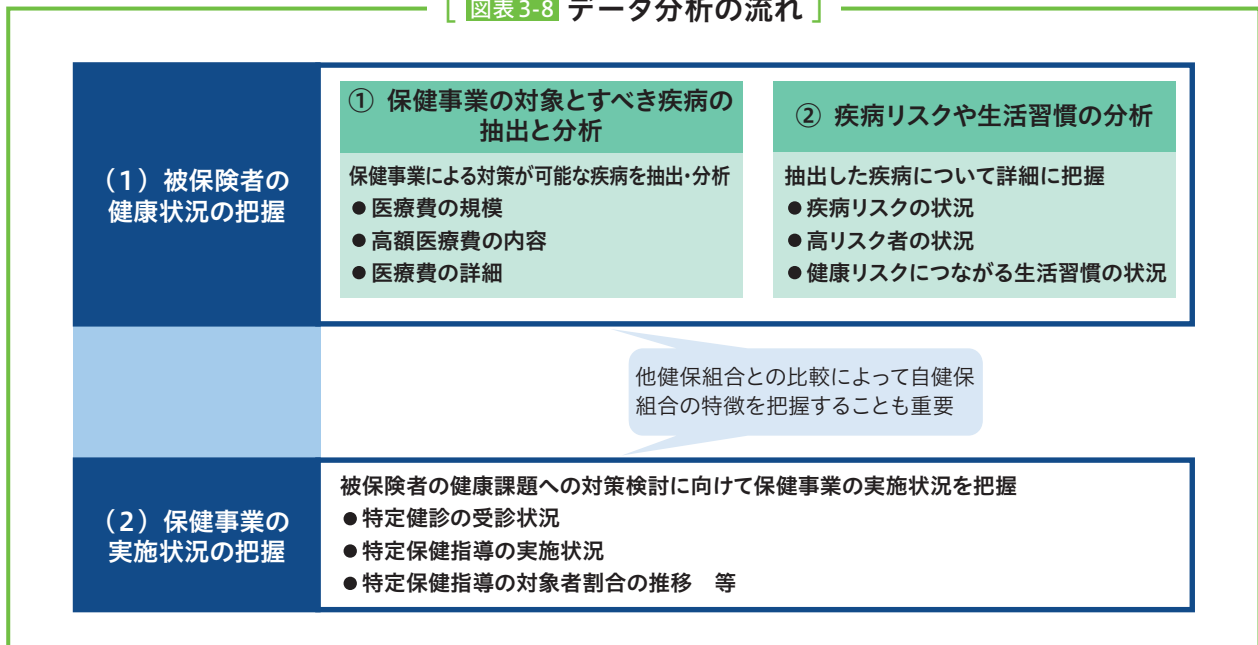 ［ 図表3-8 データ分析の流れ ］
（1）被保険者の
健康状況の把握
① 保健事業の対象とすべき疾病の
抽出と分析
保健事業による対策が可能な疾病を抽出・分析
●医療費の規模
●高額医療費の内容
●医療費の詳細
② 疾病リスクや生活習慣の分析
抽出した疾病について詳細に把握
●疾病リスクの状況
●高リスク者の状況
●健康リスクにつながる生活習慣の状況
他健保組合との比較によって自健保
組合の特徴を把握することも重要
（2）保健事業の
実施状況の把握
被保険者の健康課題への対策検討に向けて保健事業の実施状況を把握
●特定健診の受診状況
●特定保健指導の実施状況
●特定保健指導の対象者割合の推移　等